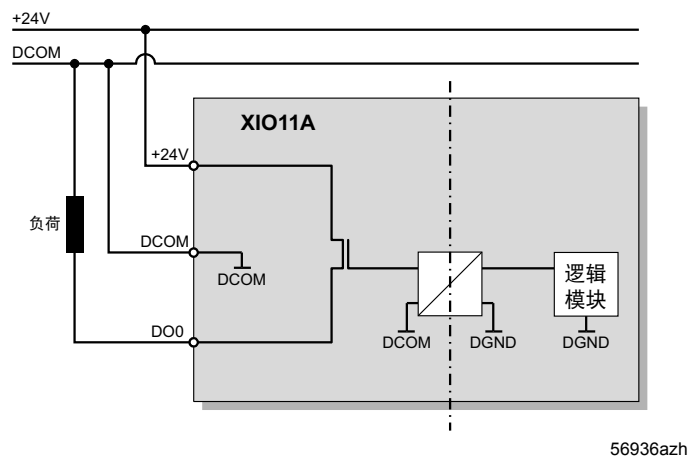 +24V
DCOM
XIO11A
+24V
负荷
DCOM
DCOM
逻辑
模块
DO0
DCOM
DGND
DGND
56936azh